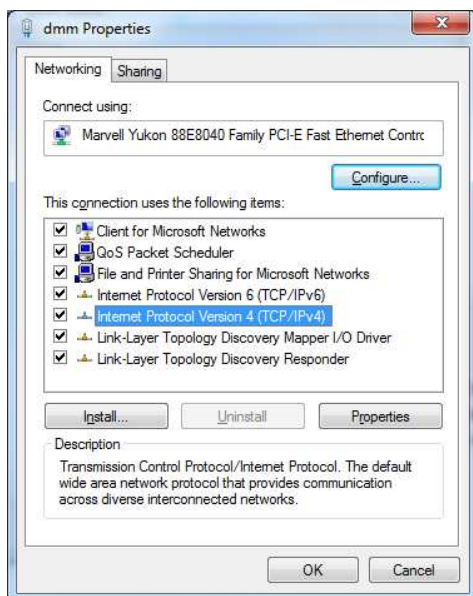 dmm Properties
Networking
Sharing
Connect using:
Marvell Yukon 88E8040 Family PCI-E Fast Ethernet Contrc
Configure...
This connection uses the following items:
Client for Microsoft Networks
QoS Packet Scheduler
File and Printer Sharing for Microsoft Networks
Internet Protocol Version 6 (TCP/IPv6)
Internet Protocol Version 4 (TCP/IPv4)
Link-Layer Topology Discovery Mapper I/O Driver
Link-Layer Topology Discovery Responder
Install...
Uninstall
Properties
Description
Transmission Control Protocol/Internet Protocol. The default
wide area network protocol that provides communication
across diverse interconnected networks.
OK
Cancel